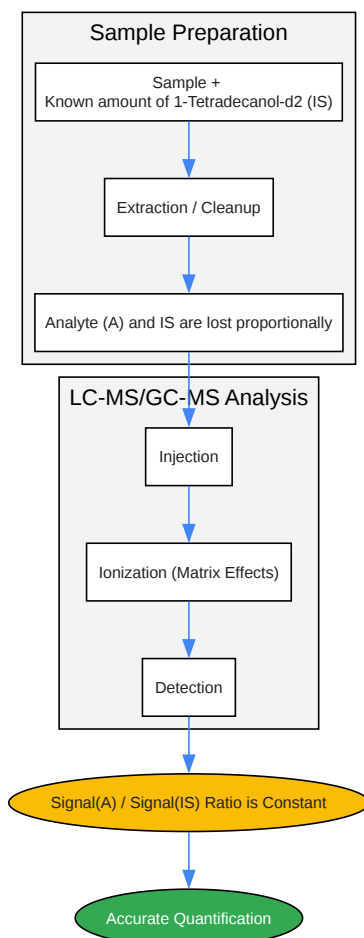 Sample Preparation
Sample +
Known amount of 1-Tetradecanol-d2 (IS)
Extraction / Cleanup
Analyte (A) and IS are lost proportionally
LC-MS/GC-MS Analysis
Injection
Ionization (Matrix Effects)
Detection
Signal(A) / Signal(IS) Ratio is Constant
Accurate Quantification